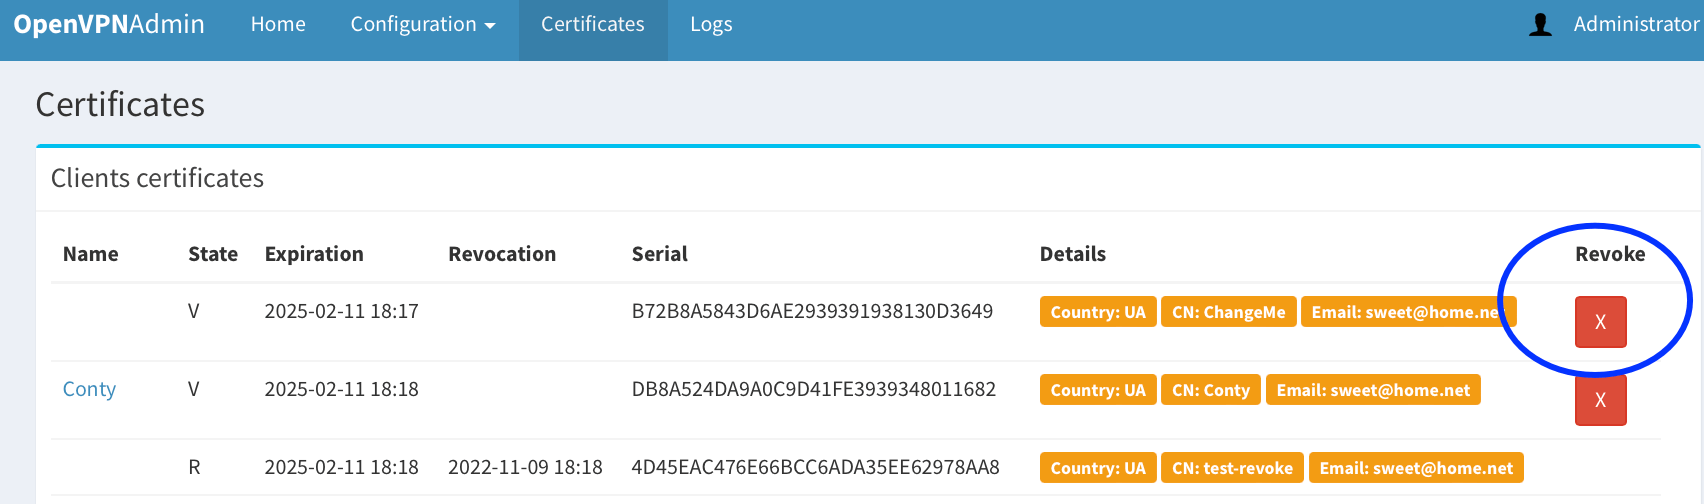 OpenVPNAdmin Home Configuration Certificates Logs Administrator
Certificates
Clients certificates
Name State Expiration Revocation Serial Details Revoke
V 2025-02-11 18:17 B72B8A5843D6AE2939391938130D3649 Country: UA CN: ChangeMe Email: sweet@home.net X
Conty V 2025-02-11 18:18 DB8A524DA9A0C9D41FE3939348011682 Country: UA CN: Conty Email: sweet@home.net X
R 2025-02-11 18:18 2022-11-09 18:18 4D45EAC476E66BCC6ADA35EE62978AA8 Country: UA CN: test-revoke Email: sweet@home.net